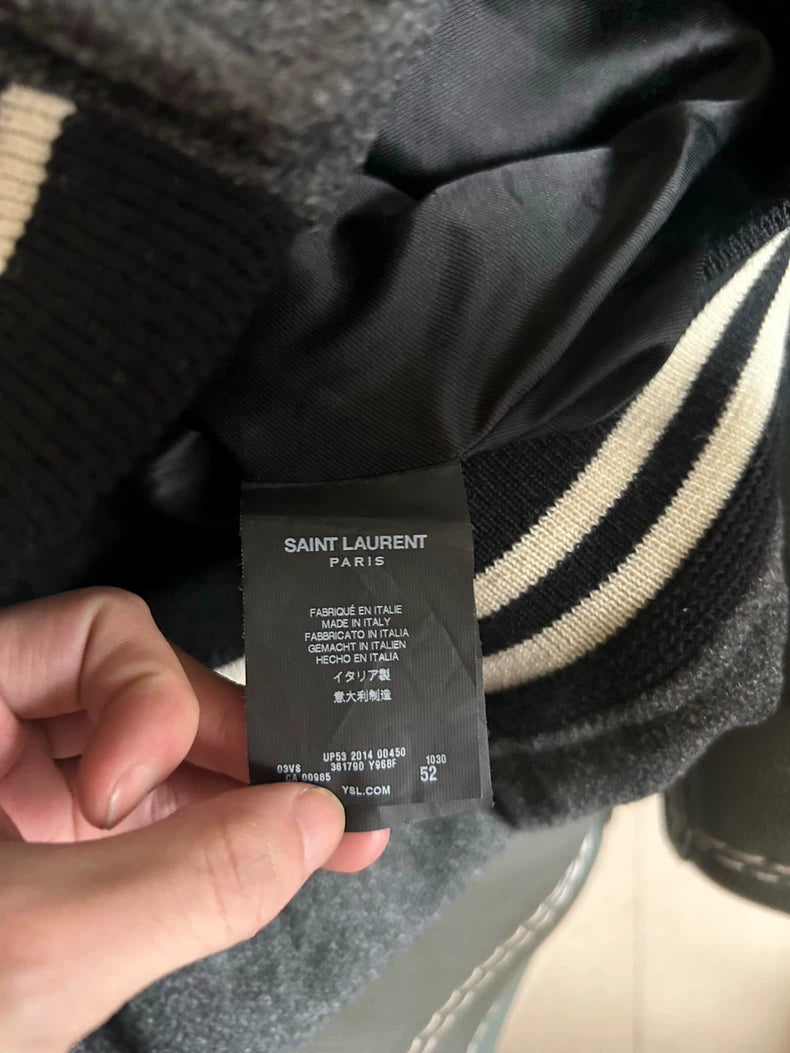 SAINT LAURENT
PARIS
FABRIQUÉ EN ITALIE
MADE IN ITALY
FABBRICATO IN ITALIA
GEMACHT IN ITALIEN
HECHO EN ITALIA
イタリア製
意大利制造
UP53 2014 00450
03VS 361790 Y968F 1030
CA 00985 52
YSL.COM